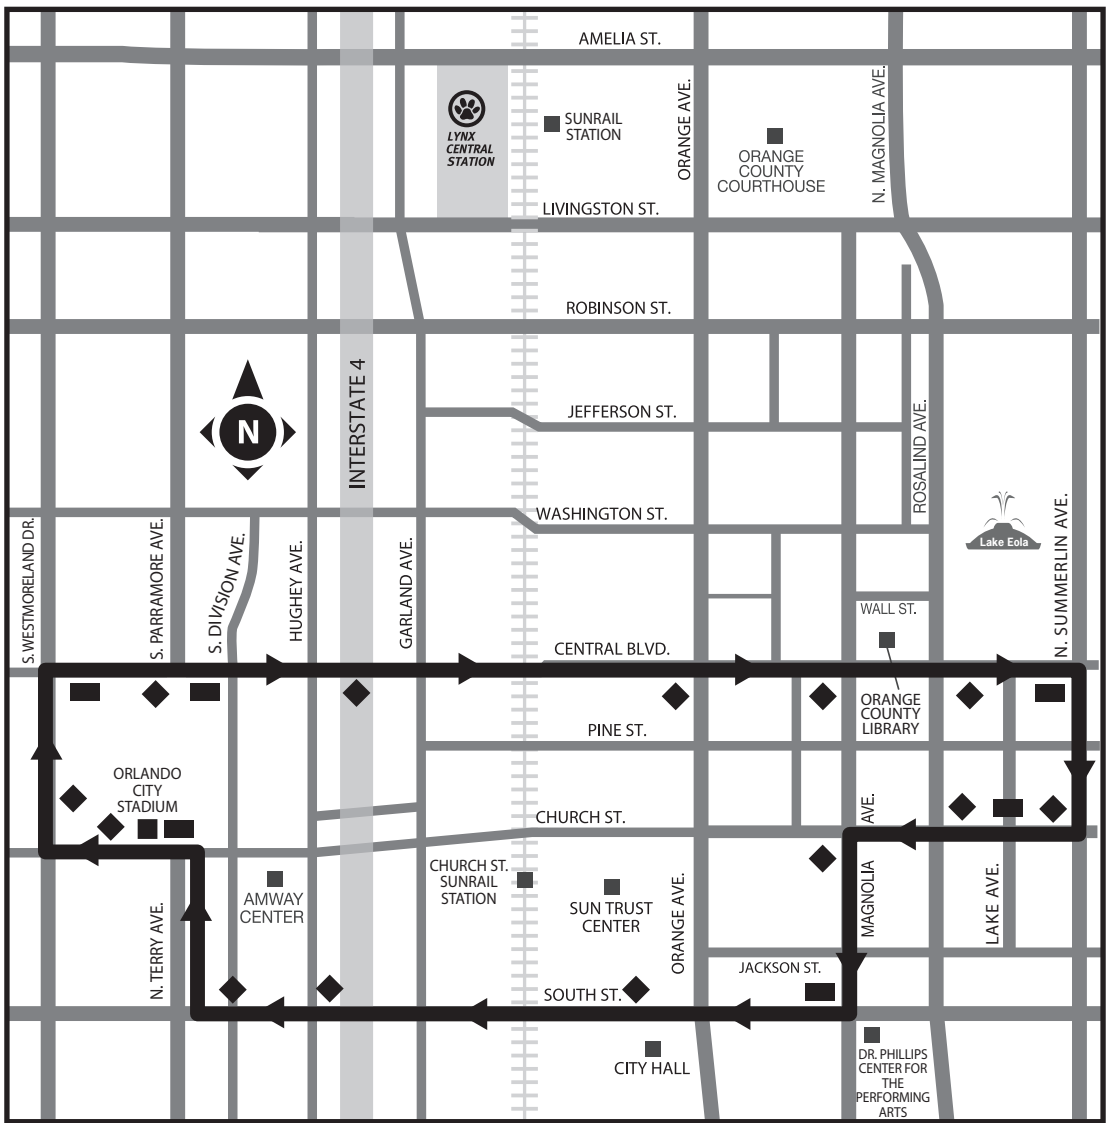 AMELIA ST.
LYNX
CENTRAL
STATION
SUNRAIL
STATION
ORANGE AVE.
ORANGE
COUNTY
COURTHOUSE
N. MAGNOLIA AVE.
LIVINGSTON ST.
ROBINSON ST.
INTERSTATE 4
N
JEFFERSON ST.
ROSALIND AVE.
WASHINGTON ST.
Lake Eola
S. WESTMORELAND DR.
S. PARRAMORE AVE.
S. DIVISION AVE.
HUGHEY AVE.
GARLAND AVE.
N. SUMMERLIN AVE.
WALL ST.
CENTRAL BLVD.
ORANGE
COUNTY
LIBRARY
PINE ST.
ORLANDO
CITY
STADIUM
CHURCH ST.
MAGNOLIA AVE.
CHURCH ST.
SUNRAIL
STATION
AMWAY
CENTER
SUN TRUST
CENTER
ORANGE AVE.
LAKE AVE.
N. TERRY AVE.
JACKSON ST.
SOUTH ST.
CITY HALL
DR. PHILLIPS
CENTER FOR
THE
PERFORMING
ARTS